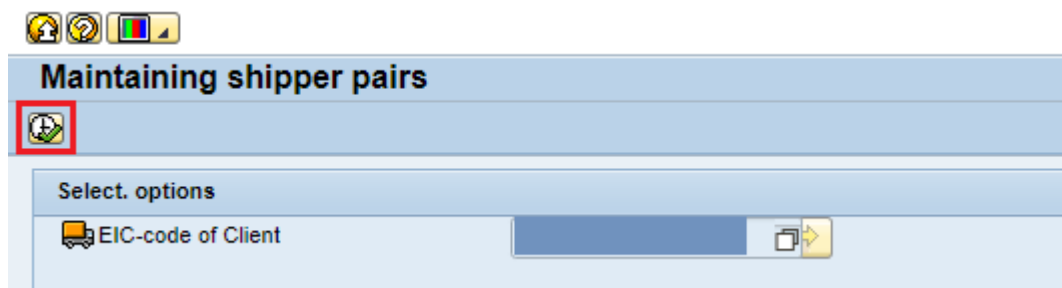 Maintaining shipper pairs
Select. options
EIC-code of Client